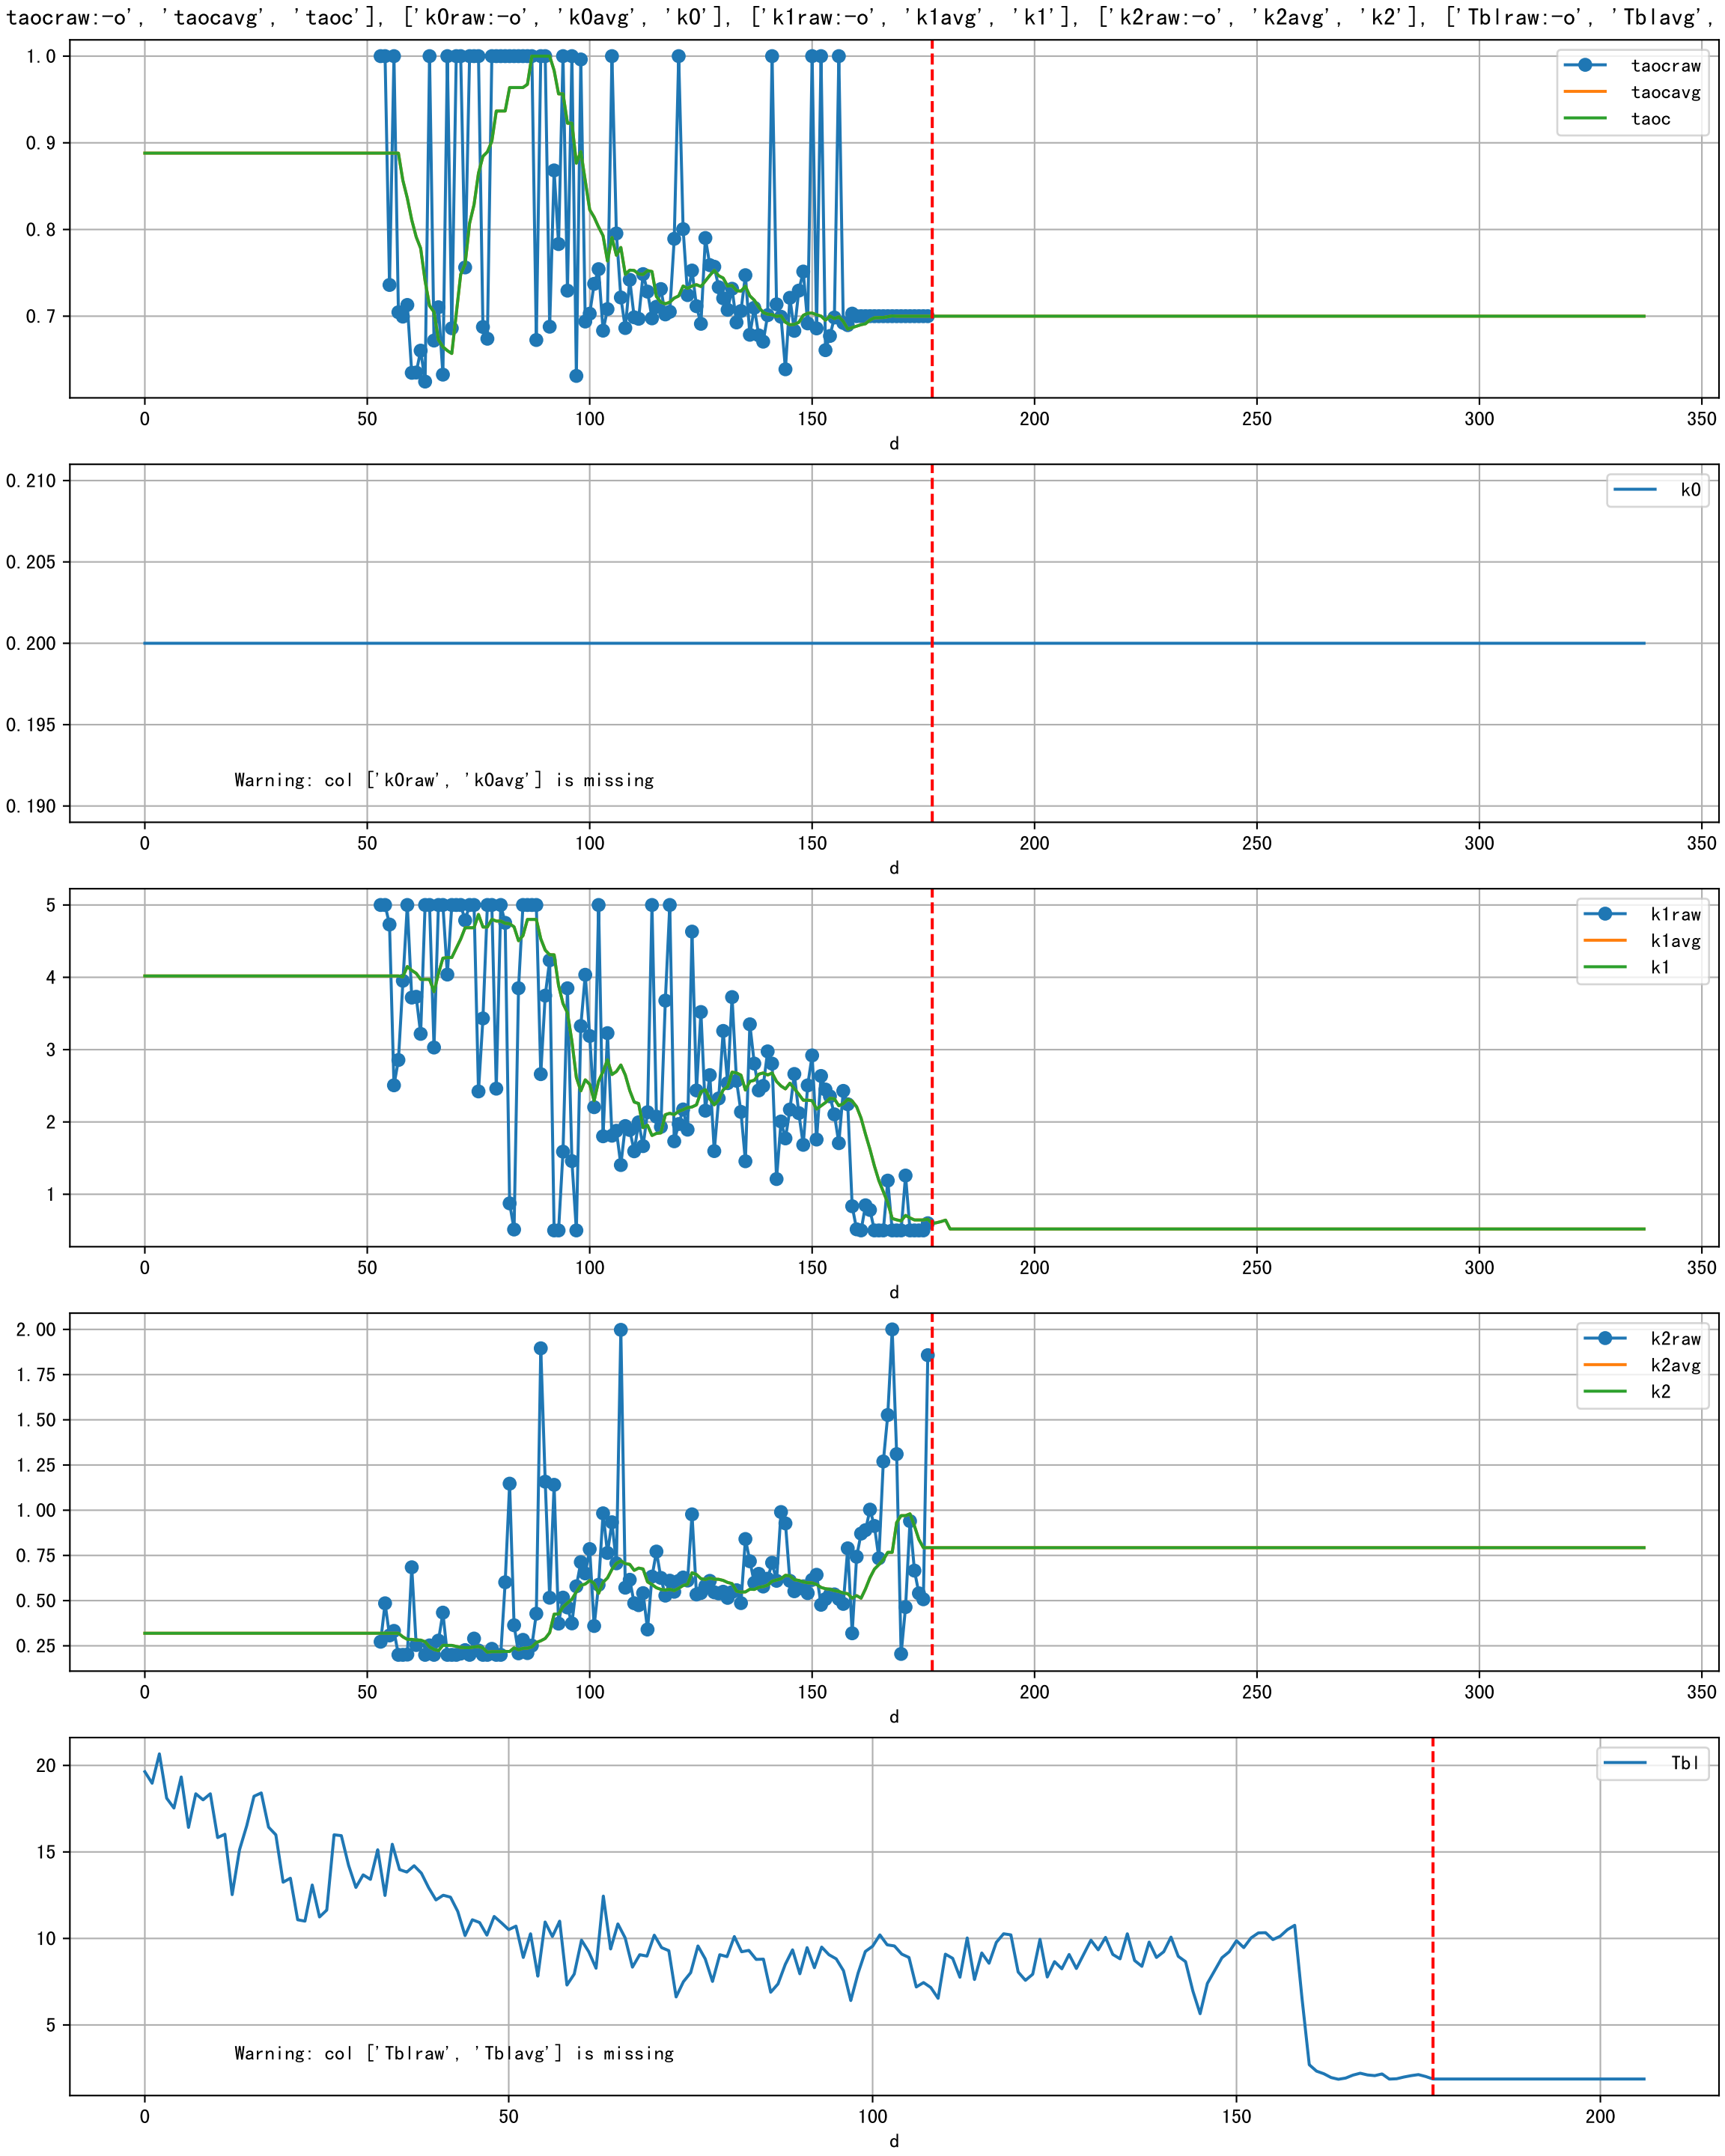 taocraw:-o', 'taocavg', 'taoc'], ['k0raw:-o', 'k0avg', 'k0'], ['k1raw:-o', 'k1avg', 'k1'], ['k2raw:-o', 'k2avg', 'k2'], ['Tblraw:-o', 'Tblavg',
1.0
0.9
0.8
0.7
taocraw
taocavg
taoc
0 50 100 150 200 250 300 350
d
0.210
0.205
0.200
0.195
0.190
k0
Warning: col ['k0raw', 'k0avg'] is missing
0 50 100 150 200 250 300 350
d
5
4
3
2
1
k1raw
k1avg
k1
0 50 100 150 200 250 300 350
d
2.00
1.75
1.50
1.25
1.00
0.75
0.50
0.25
k2raw
k2avg
k2
0 50 100 150 200 250 300 350
d
20
15
10
5
Tbl
Warning: col ['Tblraw', 'Tblavg'] is missing
0 50 100 150 200
d